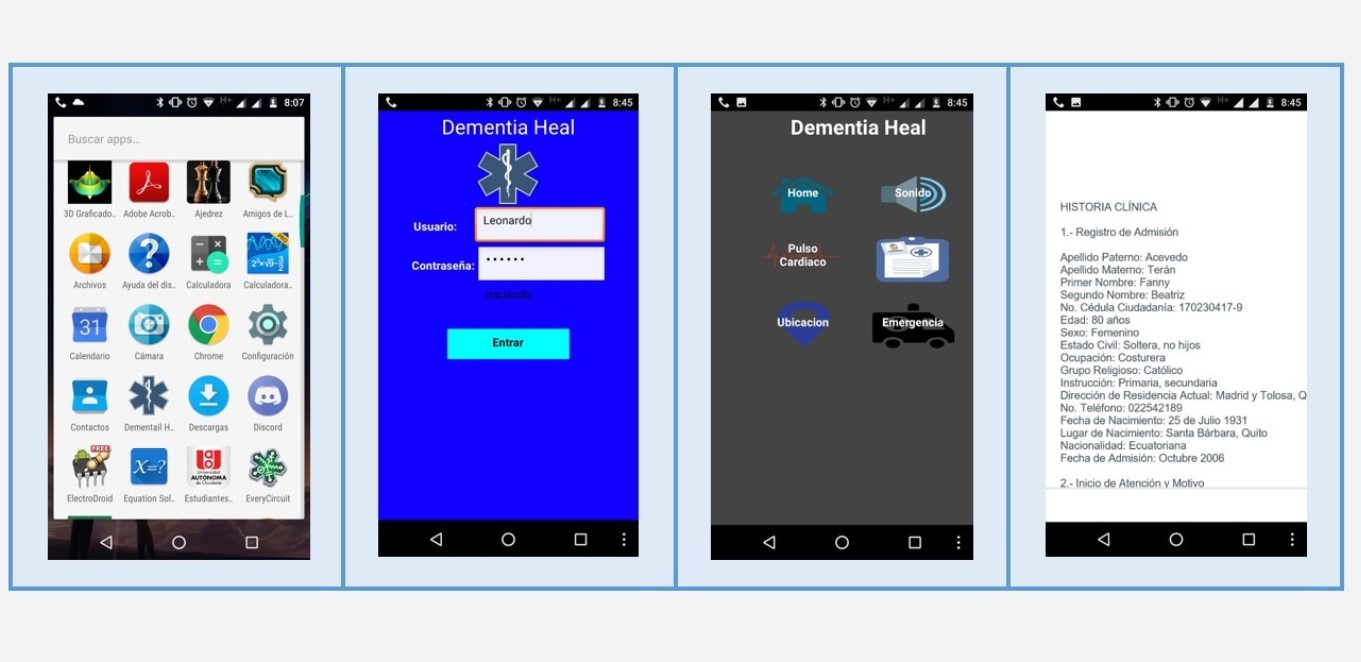 H+ 8:07
Buscar apps...
3D Graficado.. Adobe Acrob.. Ajedrez Amigos de L...
Archivos Ayuda del dis.. Calculadora Calculadora..
31
Calendario Cámara Chrome Configuración
Contactos Dementail H.. Descargas Discord
FREE X=? Universidad AUTÓNOMA de Occidente
ElectroDroid Equation Sol.. Estudiantes.. EveryCircuit
H+ 8:45
Dementia Heal
Usuario: Leonardo
Contraseña: ••••••
Iniciando
Entrar
H+ 8:45
Dementia Heal
Home Sonido
Pulso
Cardiaco
Ubicacion Emergencia
H+ 8:45
HISTORIA CLÍNICA
1.- Registro de Admisión
Apellido Paterno: Acevedo
Apellido Materno: Terán
Primer Nombre: Fanny
Segundo Nombre: Beatriz
No. Cédula Ciudadanía: 170230417-9
Edad: 80 años
Sexo: Femenino
Estado Civil: Soltera, no hijos
Ocupación: Costurera
Grupo Religioso: Católico
Instrucción: Primaria, secundaria
Dirección de Residencia Actual: Madrid y Tolosa, Q
No. Teléfono: 022542189
Fecha de Nacimiento: 25 de Julio 1931
Lugar de Nacimiento: Santa Bárbara, Quito
Nacionalidad: Ecuatoriana
Fecha de Admisión: Octubre 2006
2.- Inicio de Atención y Motivo